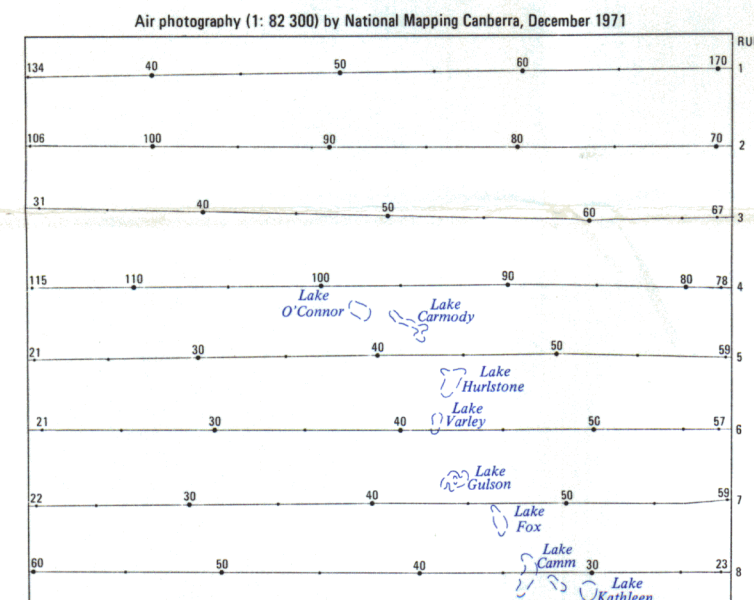 Air photography (1: 82 300) by National Mapping Canberra, December 1971
RU
134 40 50 60 170 1
106 100 90 80 70 2
31 40 50 60 67 3
115 110 100 90 80 78 4
Lake
O'Connor
Lake
Carmody
21 30 40 50 59 5
Lake
Hurlstone
Lake
Varley
21 30 40 50 57 6
Lake
Gulson
22 30 40 50 59 7
Lake
Fox
Lake
Camm
60 50 40 30 23 8
Lake
Kathleen